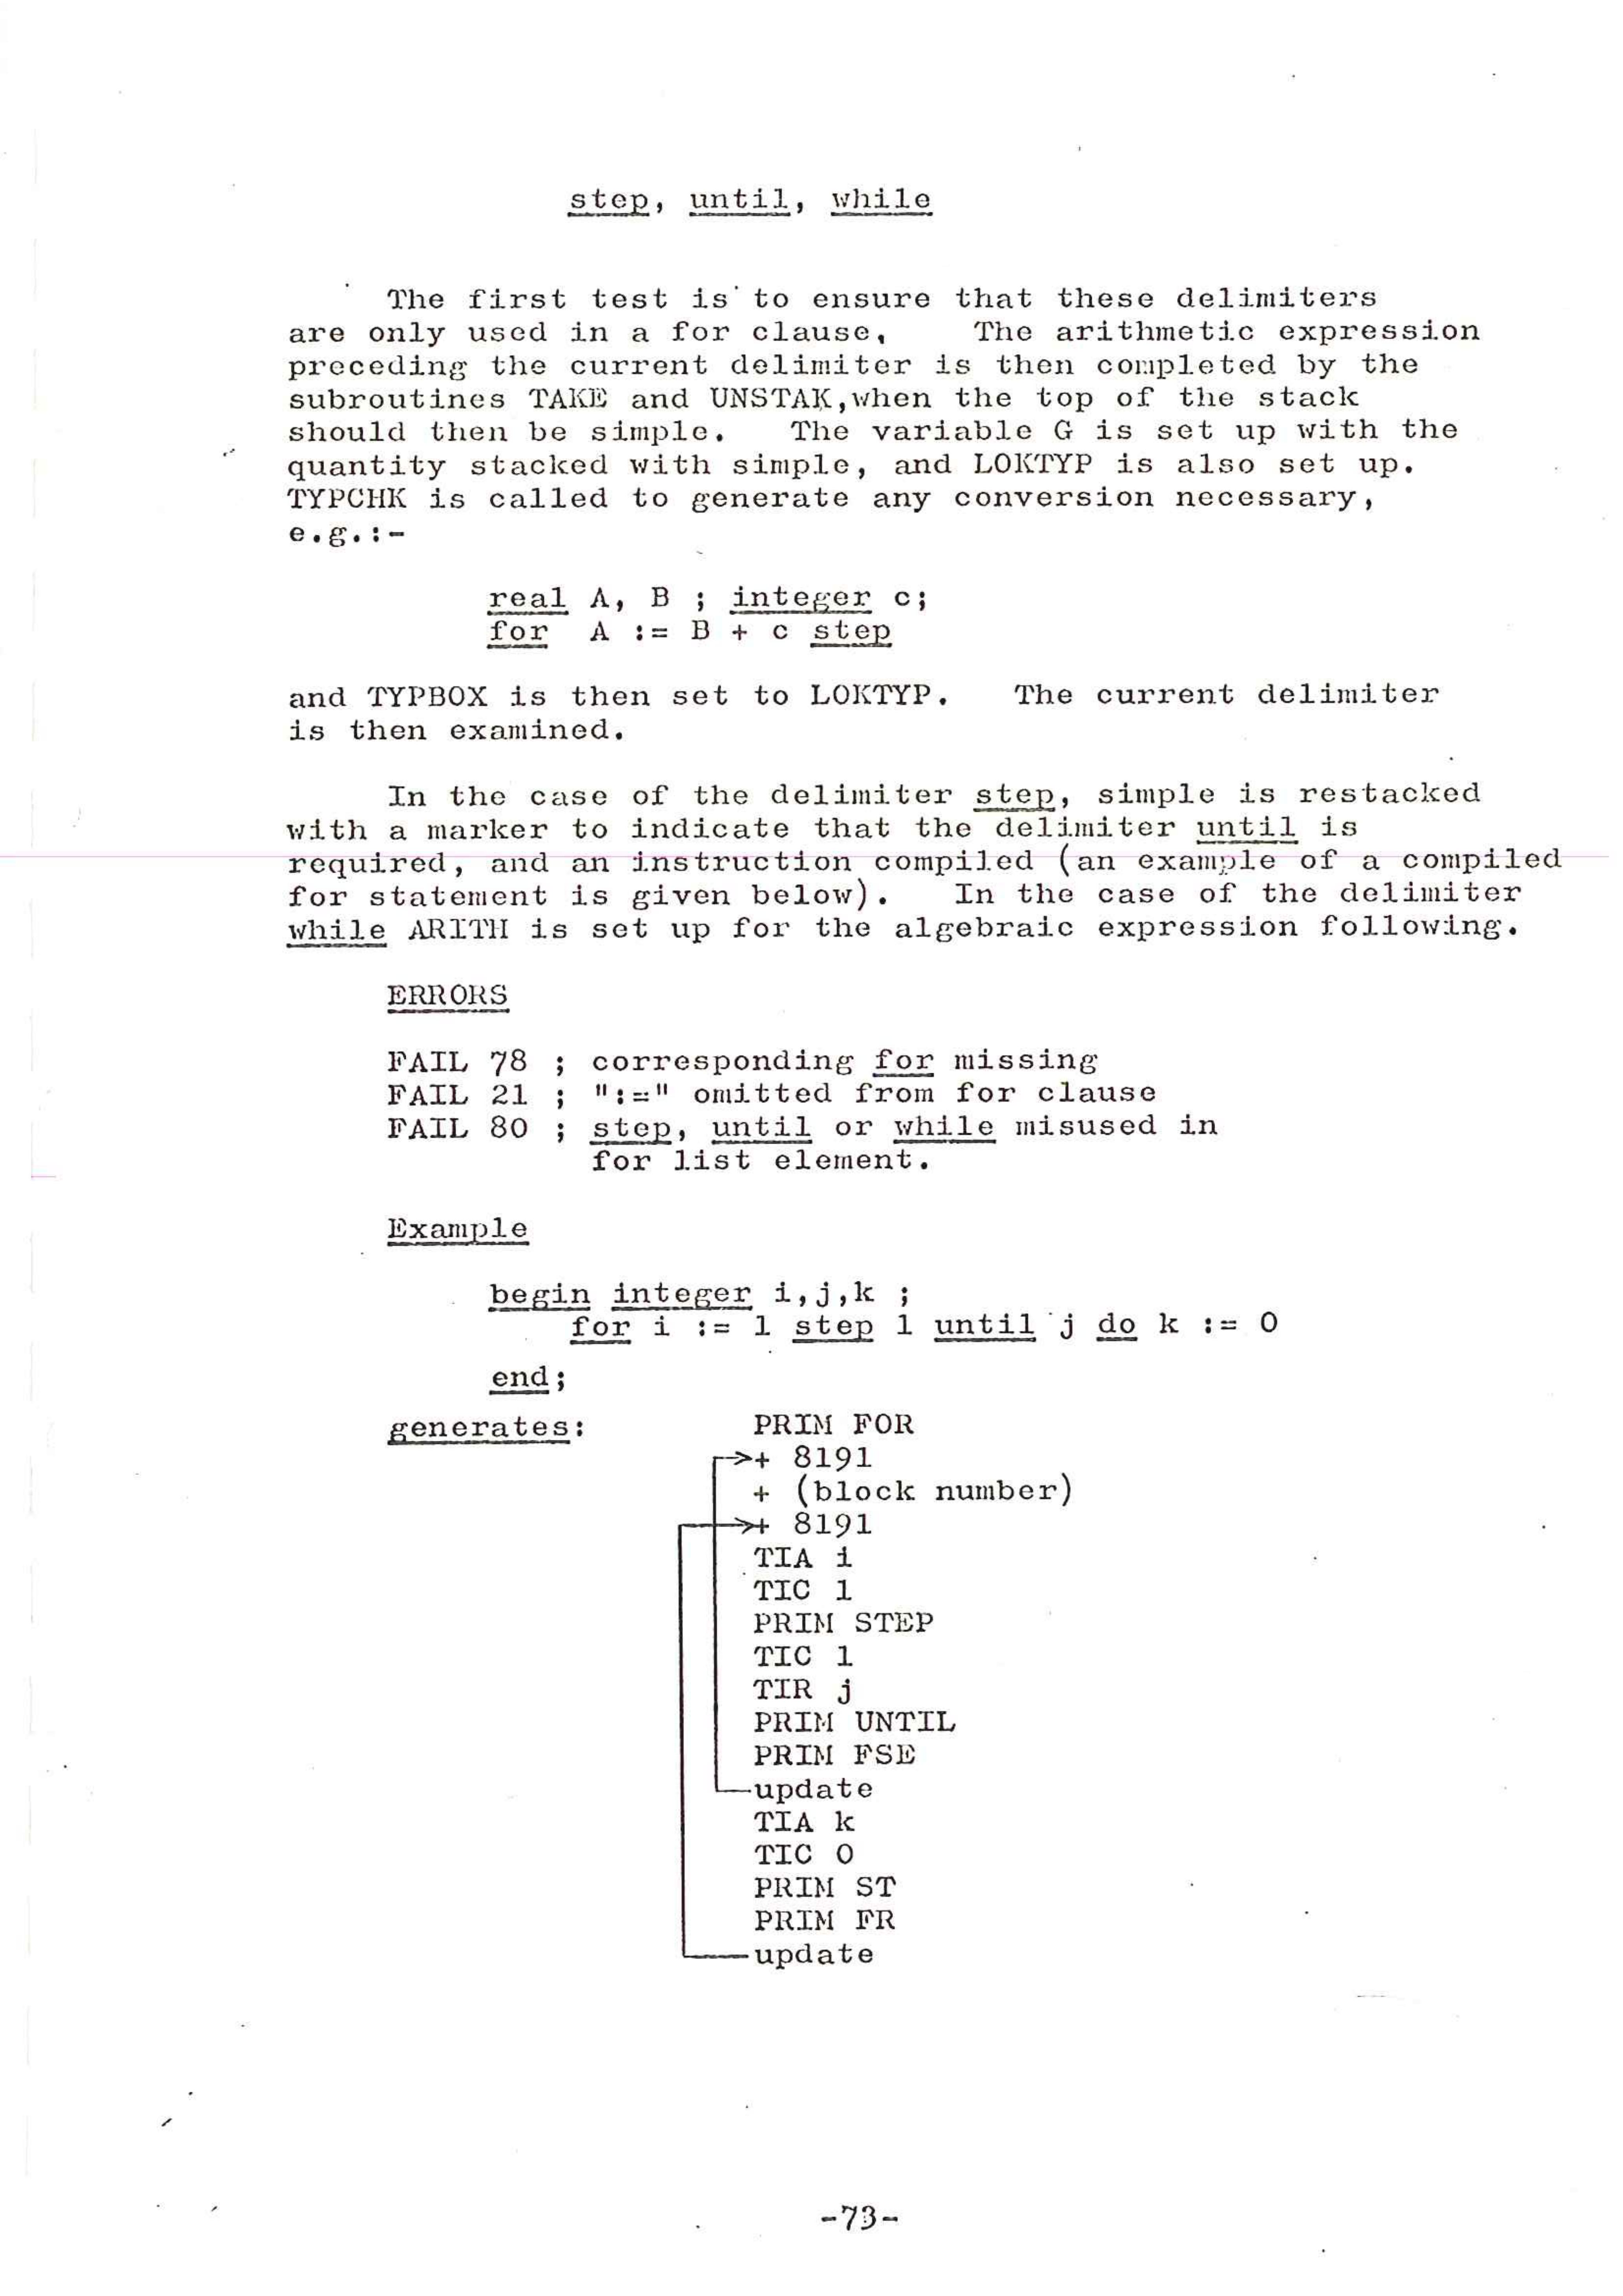 step, until, while
The first test is to ensure that these delimiters
are only used in a for clause, The arithmetic expression
preceding the current delimiter is then completed by the
subroutines TAKE and UNSTAK,when the top of the stack
should then be simple. The variable G is set up with the
quantity stacked with simple, and LOKTYP is also set up.
TYPCHK is called to generate any conversion necessary,
e.g.:-
real A, B ; integer c;
for A := B + c step
and TYPBOX is then set to LOKTYP. The current delimiter
is then examined.
In the case of the delimiter step, simple is restacked
with a marker to indicate that the delimiter until is
required, and an instruction compiled (an example of a compiled
for statement is given below). In the case of the delimiter
while ARITH is set up for the algebraic expression following.
ERRORS
FAIL 78 ; corresponding for missing
FAIL 21 ; ":=" omitted from for clause
FAIL 80 ; step, until or while misused in
for list element.
Example
begin integer i,j,k ;
for i := 1 step 1 until j do k := 0
end;
generates: PRIM FOR
+ 8191
+ (block number)
+ 8191
TIA i
TIC 1
PRIM STEP
TIC 1
TIR j
PRIM UNTIL
PRIM FSE
update
TIA k
TIC 0
PRIM ST
PRIM FR
update
-73-